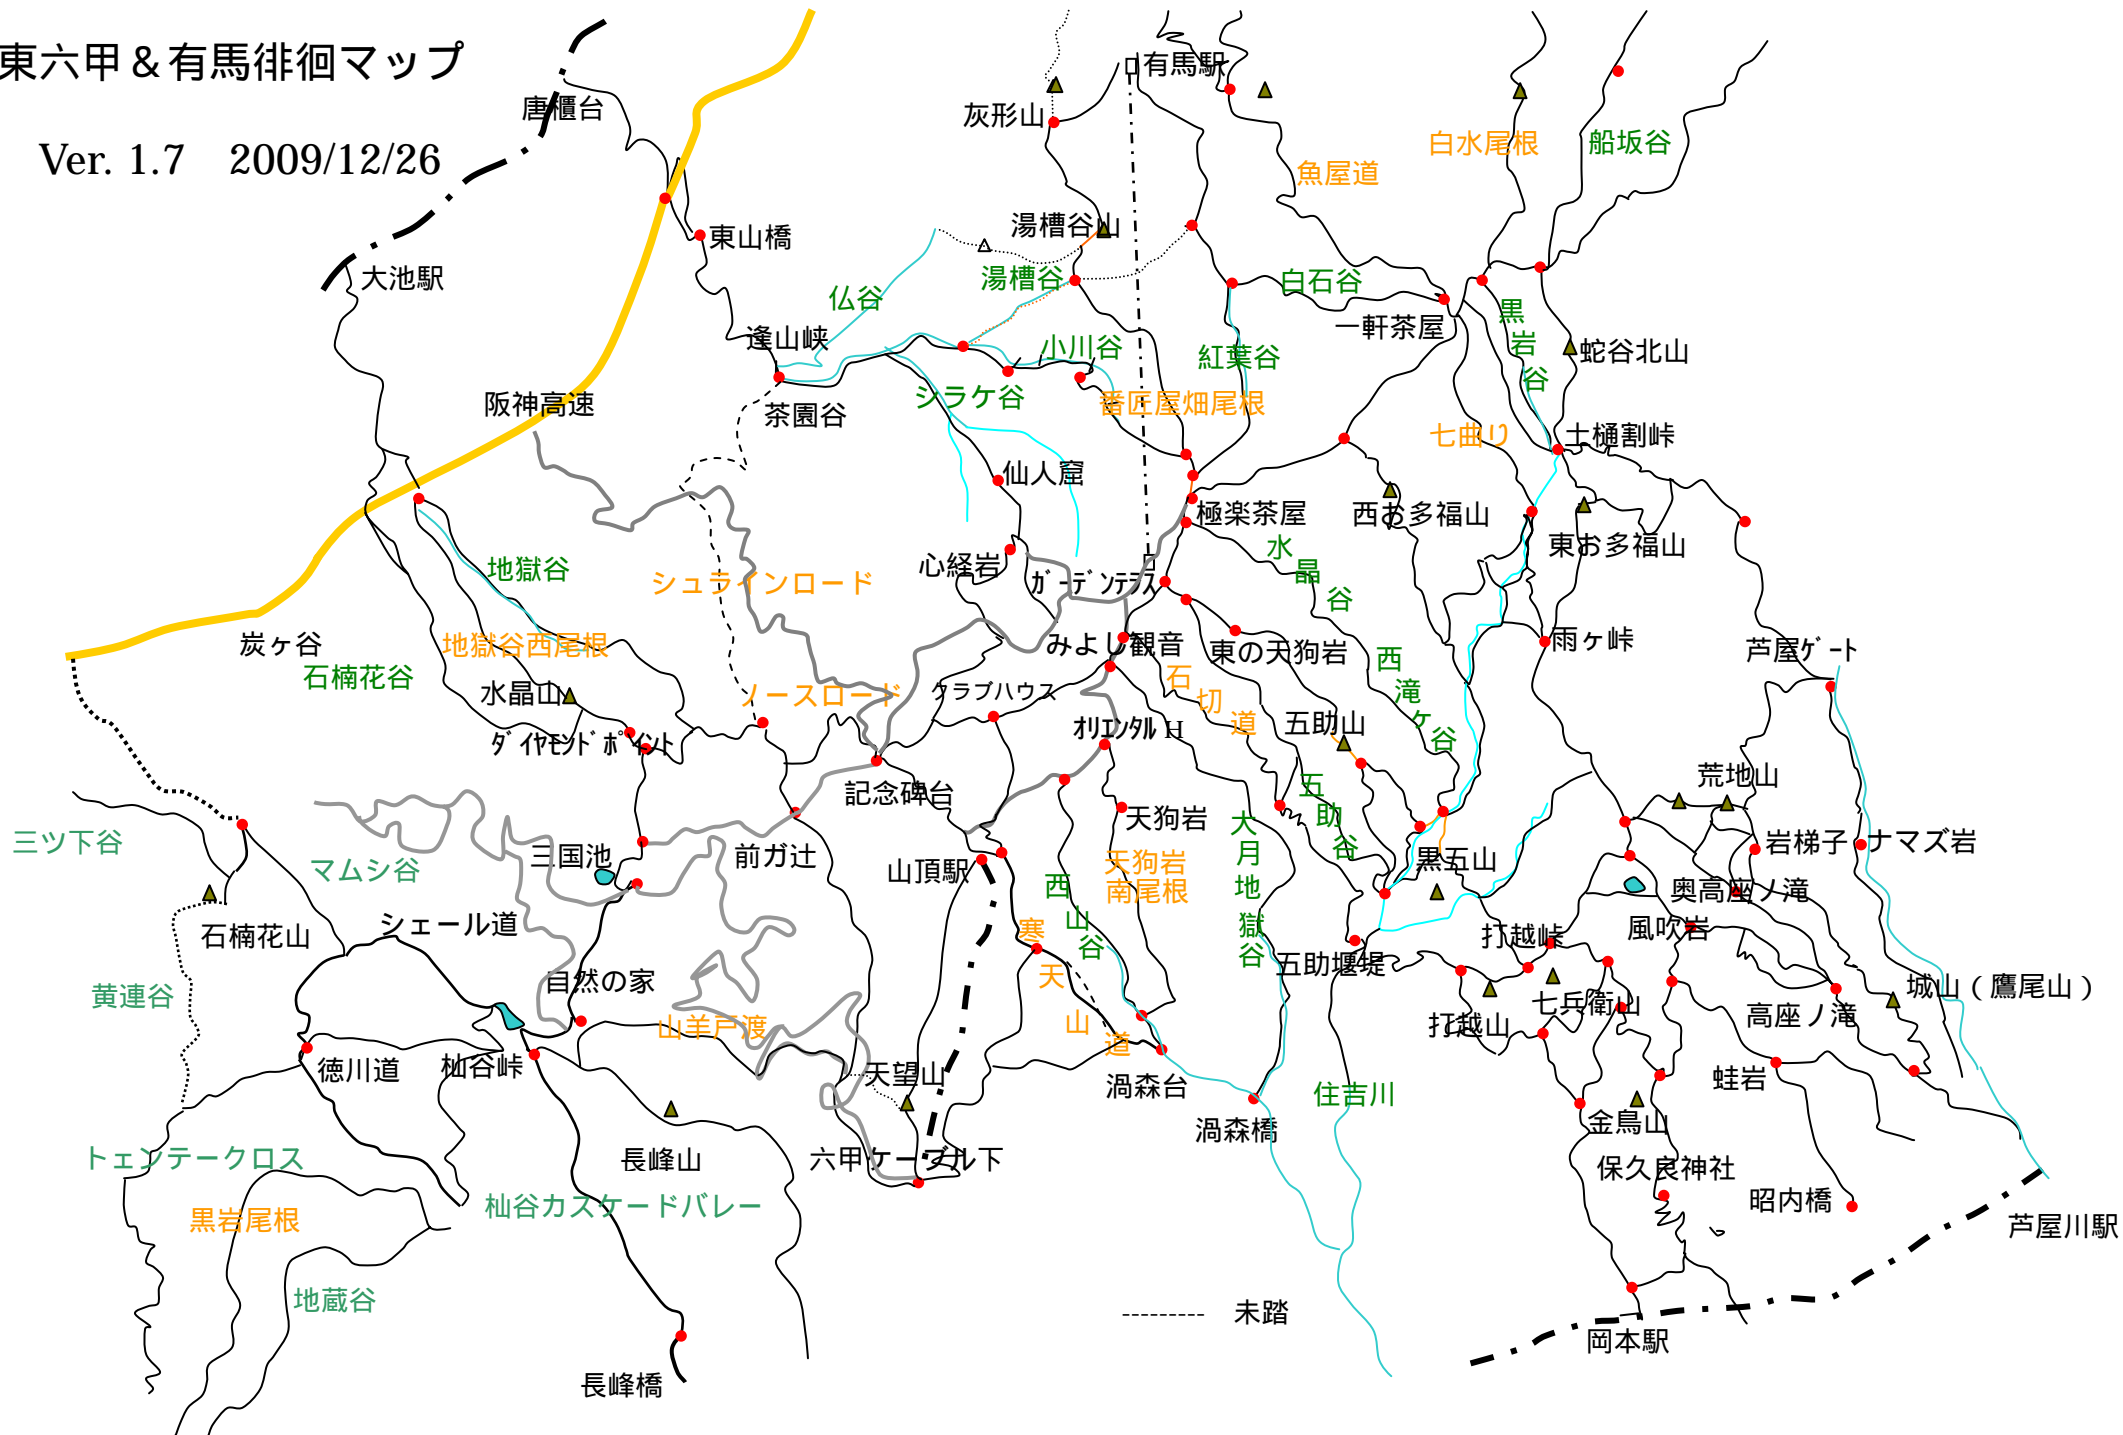 東六甲＆有馬徘徊マップ
Ver. 1.7　2009/12/26
唐櫃台
有馬駅
灰形山
白水尾根
船坂谷
魚屋道
東山橋
湯槽谷山
大池駅
湯槽谷
白石谷
仏谷
黒岩谷
一軒茶屋
逢山峡
小川谷
紅葉谷
蛇谷北山
阪神高速
シラケ谷
番匠屋畑尾根
茶園谷
七曲り
土樋割峠
仙人窟
極楽茶屋
西お多福山
東お多福山
水晶谷
心経岩
ｶﾞｰﾃﾞﾝﾃﾗｽ
地獄谷
シュラインロード
炭ヶ谷
地獄谷西尾根
みよし観音
東の天狗岩
西滝ケ谷
雨ヶ峠
芦屋ｹﾞｰﾄ
石楠花谷
水晶山
ノースロード
クラブハウス
石切道
ﾀﾞｲﾔﾓﾝﾄﾞﾎﾟｲﾝﾄ
ｵﾘｴﾝﾀﾙ H
五助山
記念碑台
荒地山
五助谷
天狗岩
大月地獄谷
三ツ下谷
マムシ谷
三国池
前ガ辻
山頂駅
天狗岩
南尾根
黒五山
岩梯子
ナマズ岩
西山谷
奥高座ノ滝
石楠花山
シェール道
寒天山道
打越峠
風吹岩
五助堰堤
黄連谷
自然の家
七兵衛山
城山（鷹尾山）
高座ノ滝
山羊戸渡
打越山
徳川道
杣谷峠
天望山
渦森台
住吉川
蛙岩
渦森橋
金鳥山
トェンテークロス
長峰山
六甲ケーブル下
保久良神社
昭内橋
杣谷カスケードバレー
黒岩尾根
芦屋川駅
地蔵谷
未踏
岡本駅
長峰橋